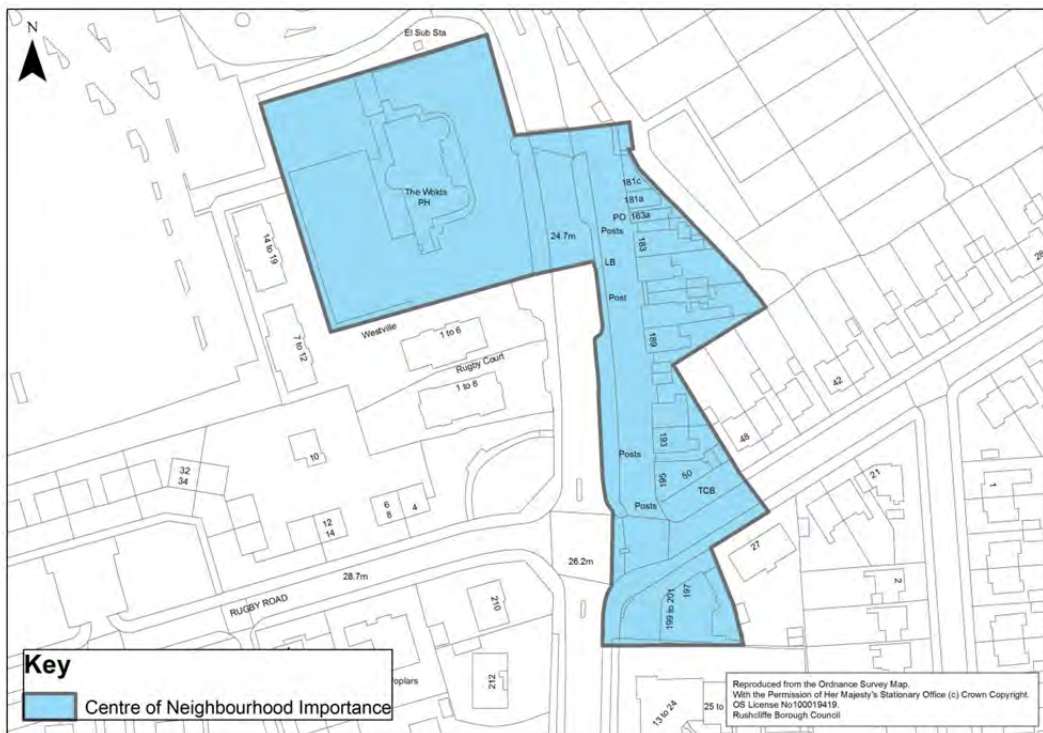 N
El Sub Sta
The Wolds
PH
181c
181a
PO
163a
Posts
183
24.7m
LB
Post
14 to 19
7 to 12
Westville
1 to 6
Rugby Court
1 to 8
189
28
42
48
193
Posts
50
195
TCB
Posts
10
32
34
6
8
4
12
14
21
1
27
2
26.2m
28.7m
RUGBY ROAD
210
199 to 201
197
212
oplars
13 to 24
25 to
Key
Centre of Neighbourhood Importance
Reproduced from the Ordnance Survey Map.
With the Permission of Her Majesty's Stationary Office (c) Crown Copyright.
OS License No100019419.
Rushcliffe Borough Council